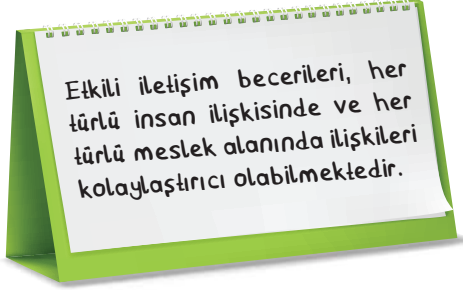 Etkili iletişim becerileri, her
türlü insan ilişkisinde ve her
türlü meslek alanında ilişkileri
kolaylaştırıcı olabilmektedir.